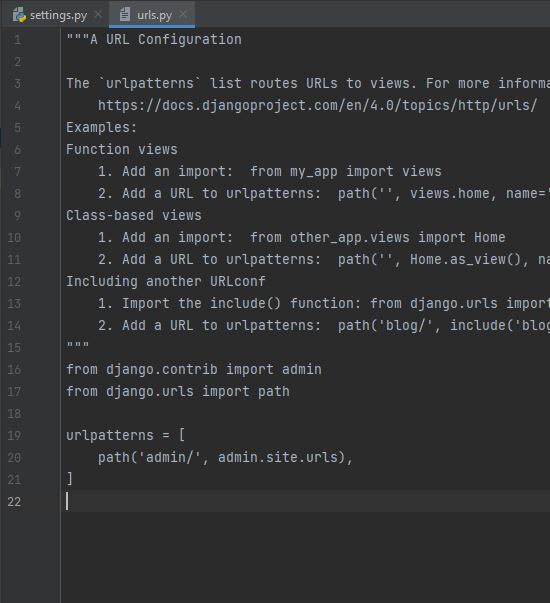 settings.py urls.py
1 """A URL Configuration
2
3 The `urlpatterns` list routes URLs to views. For more informa
4 https://docs.djangoproject.com/en/4.0/topics/http/urls/
5 Examples:
6 Function views
7 1. Add an import:  from my_app import views
8 2. Add a URL to urlpatterns:  path('', views.home, name='
9 Class-based views
10 1. Add an import:  from other_app.views import Home
11 2. Add a URL to urlpatterns:  path('', Home.as_view(), na
12 Including another URLconf
13 1. Import the include() function: from django.urls import
14 2. Add a URL to urlpatterns:  path('blog/', include('blog
15 """
16 from django.contrib import admin
17 from django.urls import path
18
19 urlpatterns = [
20 path('admin/', admin.site.urls),
21 ]
22